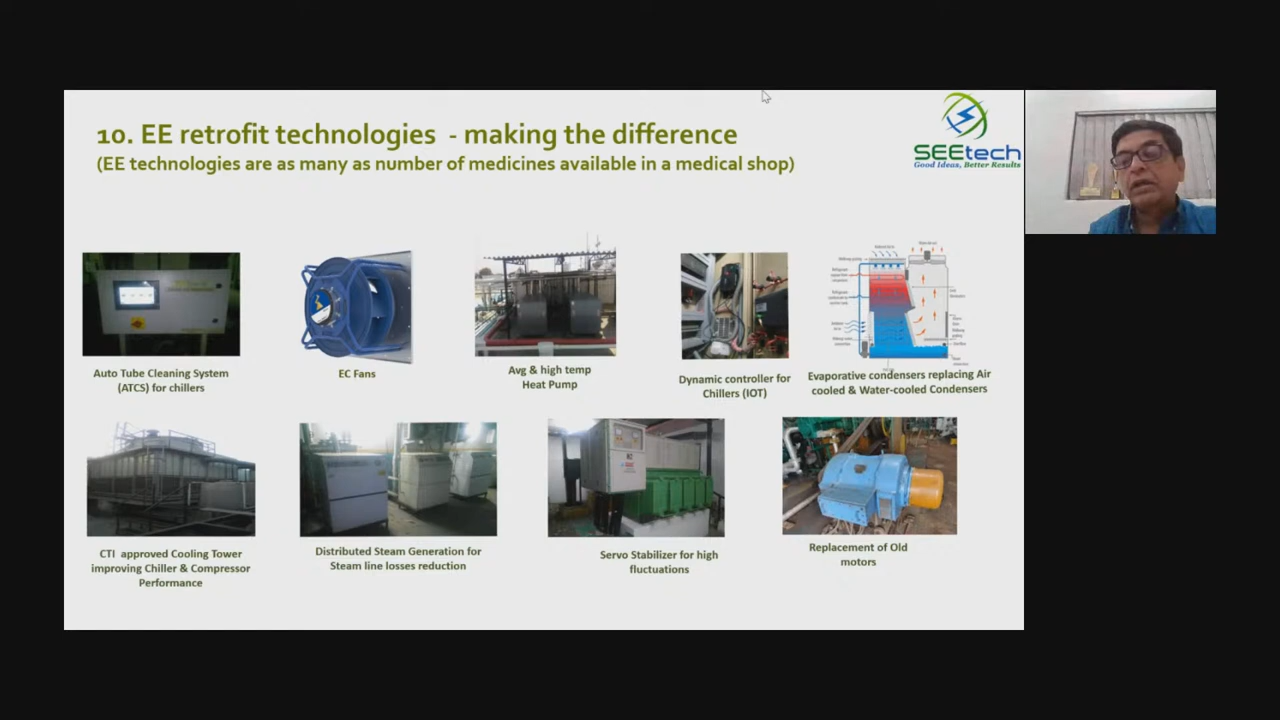 10. EE retrofit technologies - making the difference
(EE technologies are as many as number of medicines available in a medical shop)
SEEtech
Good Ideas, Better Results
Auto Tube Cleaning System
(ATCS) for chillers
EC Fans
Avg & high temp
Heat Pump
Dynamic controller for
Chillers (IOT)
Evaporative condensers replacing Air
cooled & Water-cooled Condensers
CTI approved Cooling Tower
improving Chiller & Compressor
Performance
Distributed Steam Generation for
Steam line losses reduction
Servo Stabilizer for high
fluctuations
Replacement of Old
motors